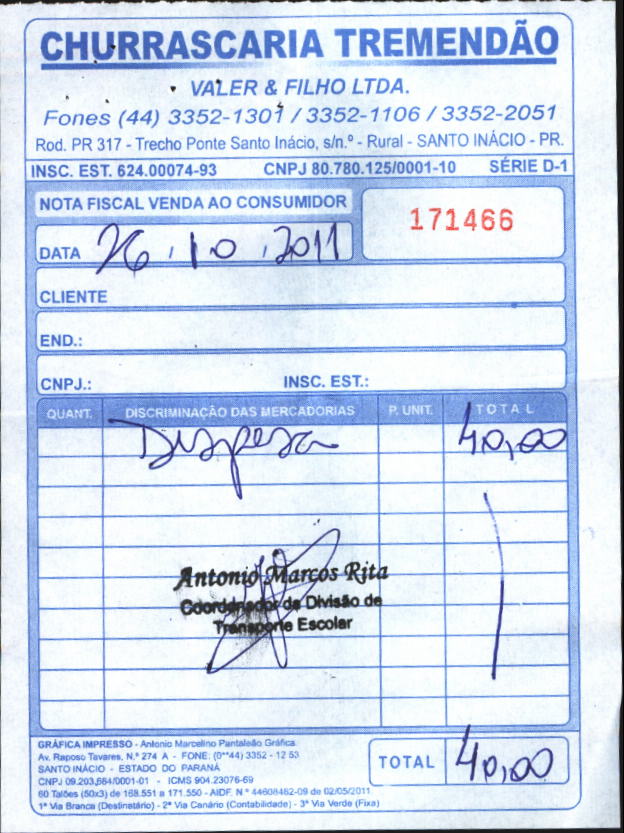 CHURRASCARIA TREMENDÃO
VALER & FILHO LTDA.
Fones (44) 3352-1301 / 3352-1106 / 3352-2051
Rod. PR 317 - Trecho Ponte Santo Inácio, s/n.º - Rural - SANTO INÁCIO - PR.
INSC. EST. 624.00074-93 CNPJ 80.780.125/0001-10 SÉRIE D-1
NOTA FISCAL VENDA AO CONSUMIDOR
171466
DATA 26 / 10 / 2011
CLIENTE
END.:
CNPJ.: INSC. EST.:
QUANT. DISCRIMINAÇÃO DAS MERCADORIAS P. UNIT. TOTAL
Dispesa 40,00
Antonio Marcos Rita
Coordenador da Divisão de
Transporte Escolar
GRÁFICA IMPRESSO - Antonio Marcelino Pantaleão Gráfica
Av. Raposo Tavares, N.º 274 A - FONE: (0**44) 3352 - 12 53
SANTO INÁCIO - ESTADO DO PARANÁ
CNPJ 09.203.664/0001-01 - ICMS 904.23076-69
60 Talões (50x3) de 168.551 a 171.550 - AIDF. N º 44608462-09 de 02/05/2011
1ª Via Branca (Destinatário) - 2ª Via Canário (Contabilidade) - 3ª Via Verde (Fixa)
TOTAL 40,00